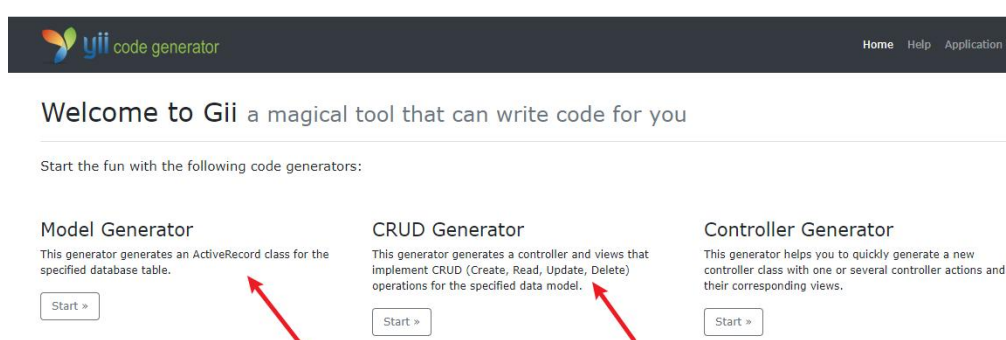 yii code generator
Home Help Application
Welcome to Gii a magical tool that can write code for you
Start the fun with the following code generators:
Model Generator
This generator generates an ActiveRecord class for the
specified database table.
Start »
CRUD Generator
This generator generates a controller and views that
implement CRUD (Create, Read, Update, Delete)
operations for the specified data model.
Start »
Controller Generator
This generator helps you to quickly generate a new
controller class with one or several controller actions and
their corresponding views.
Start »